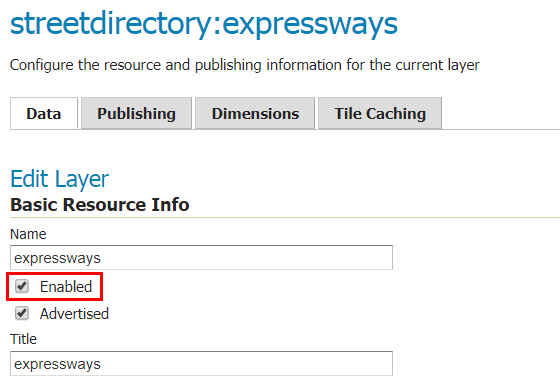 streetdirectory:expressways
Configure the resource and publishing information for the current layer
Data Publishing Dimensions Tile Caching
Edit Layer
Basic Resource Info
Name
expressways
Enabled
Advertised
Title
expressways